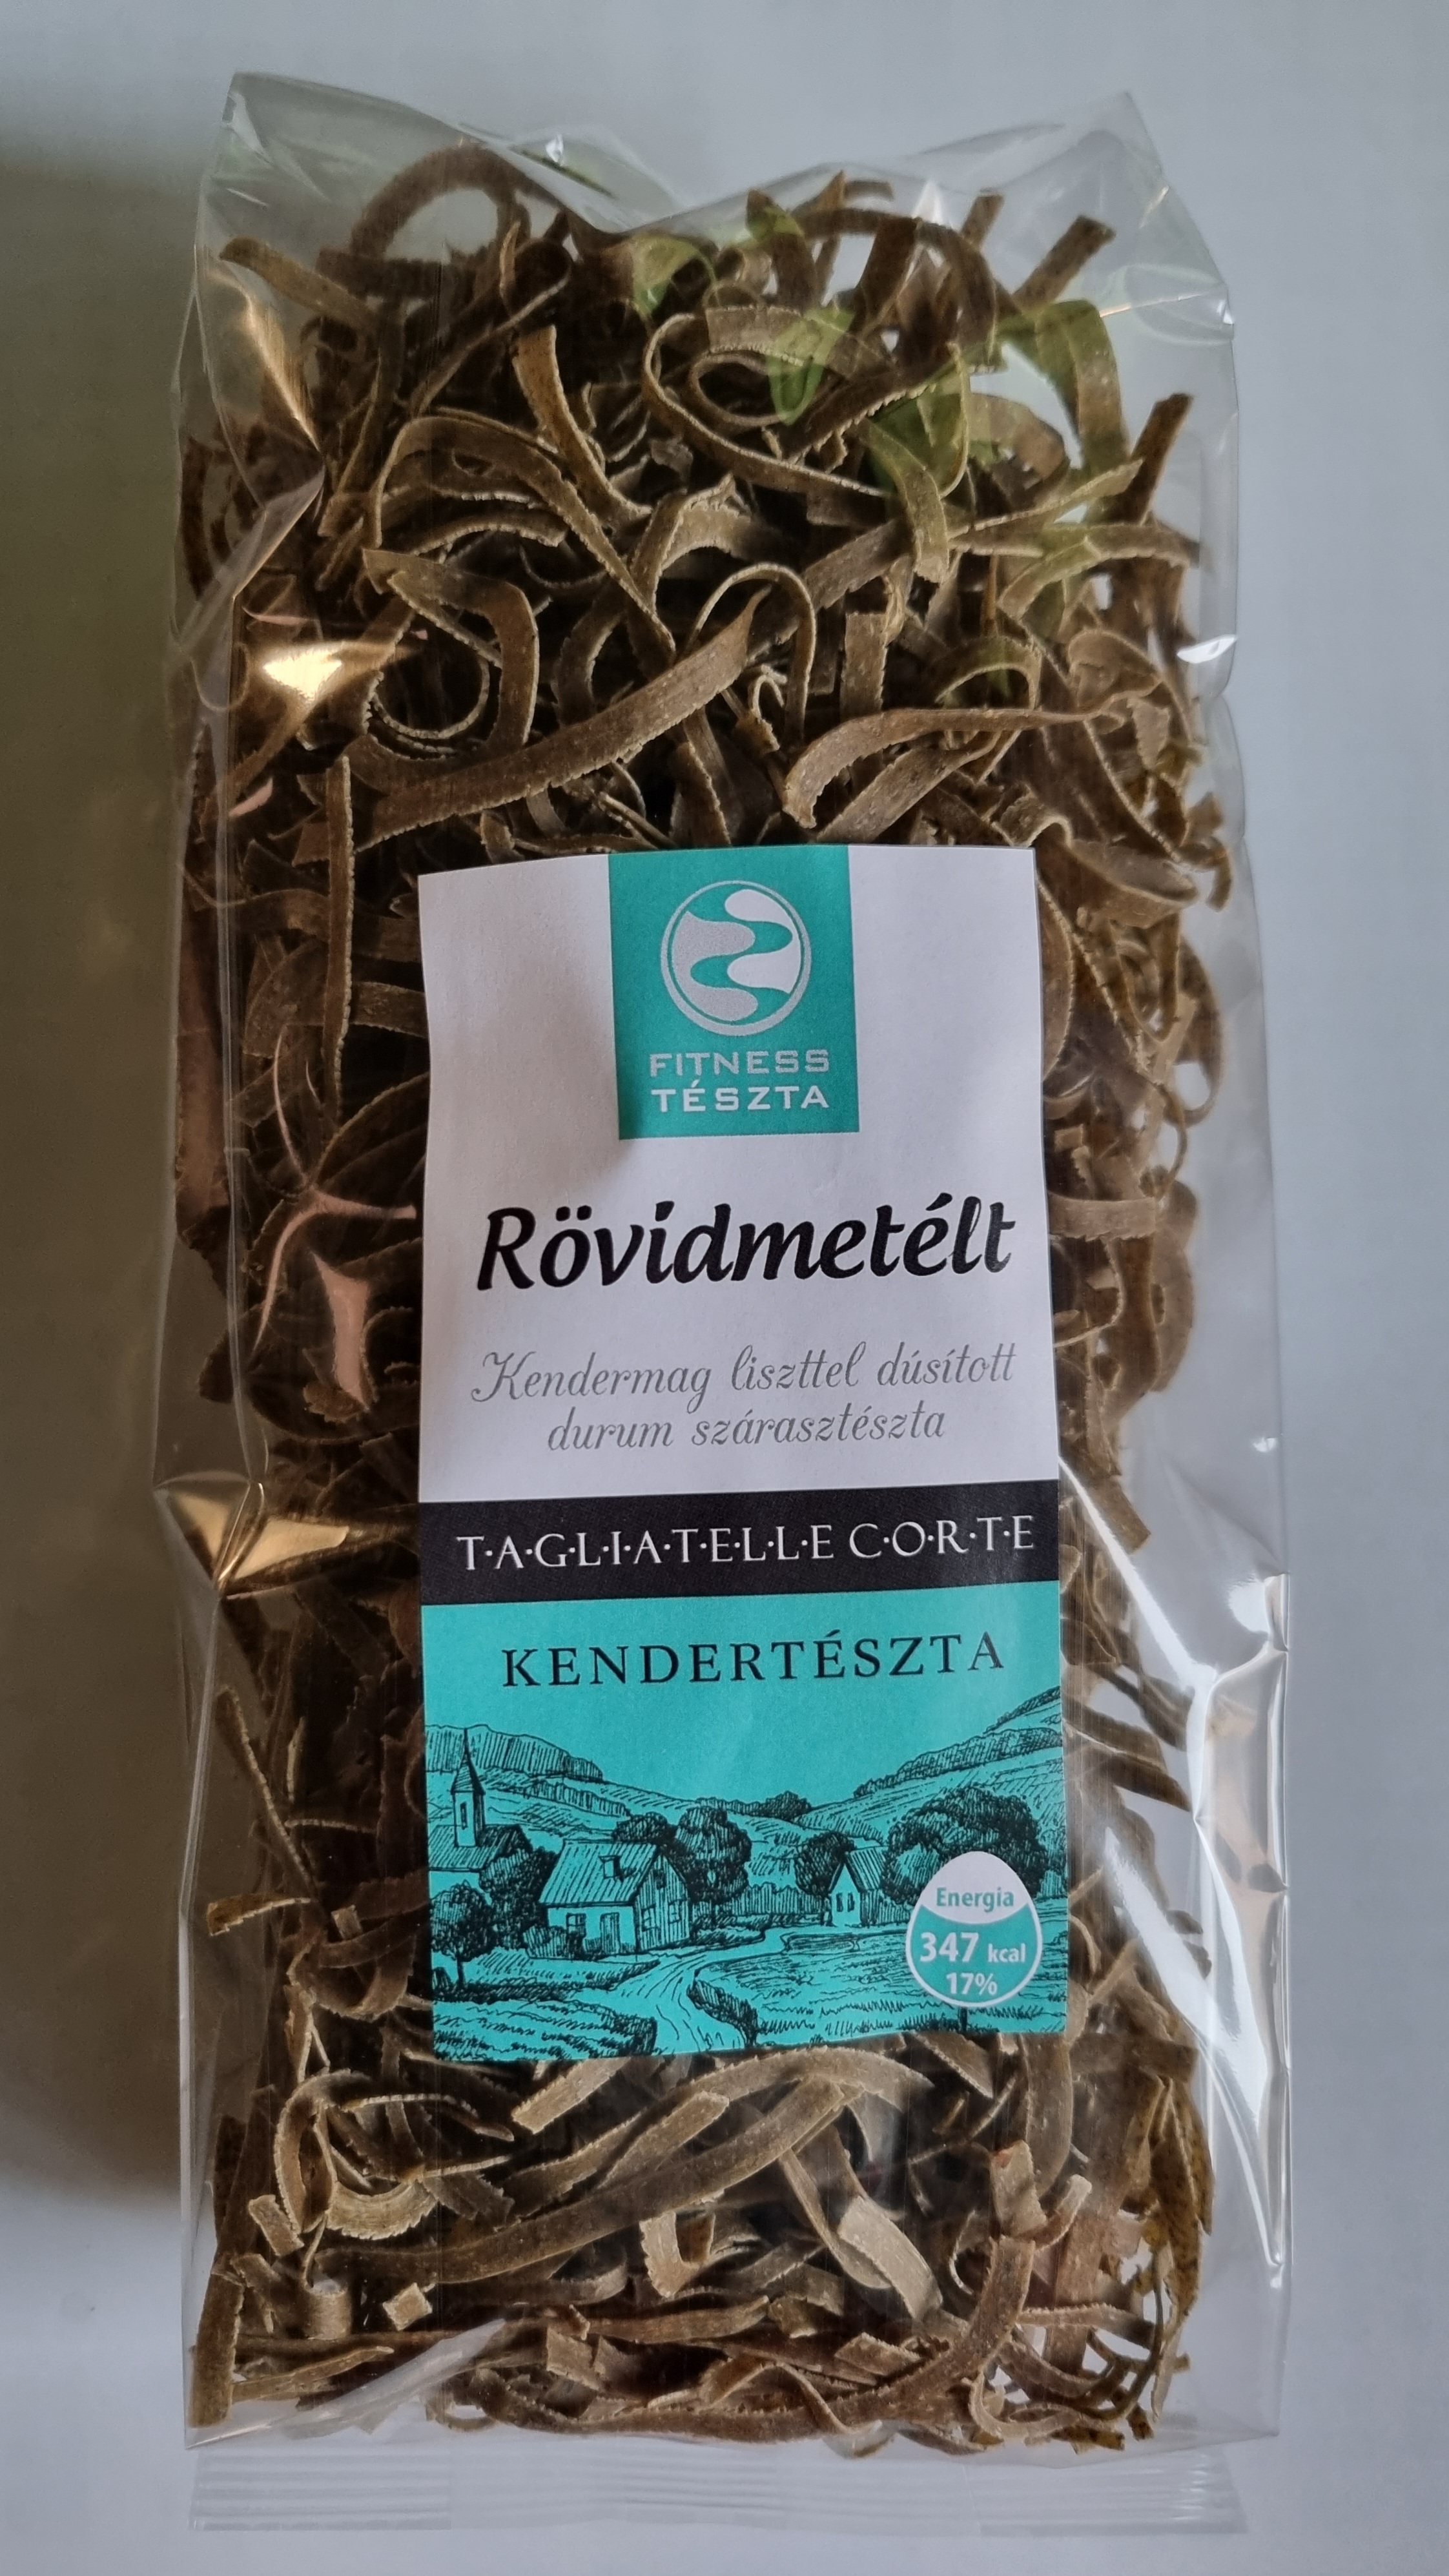 FITNESS
TÉSZTA
Rövidmetélt
Kendermag liszttel dúsított
durum szárasztészta
T·A·G·L·I·A·T·E·L·L·E C·O·R·T·E
KENDERTÉSZTA
Energia
347 kcal
17%